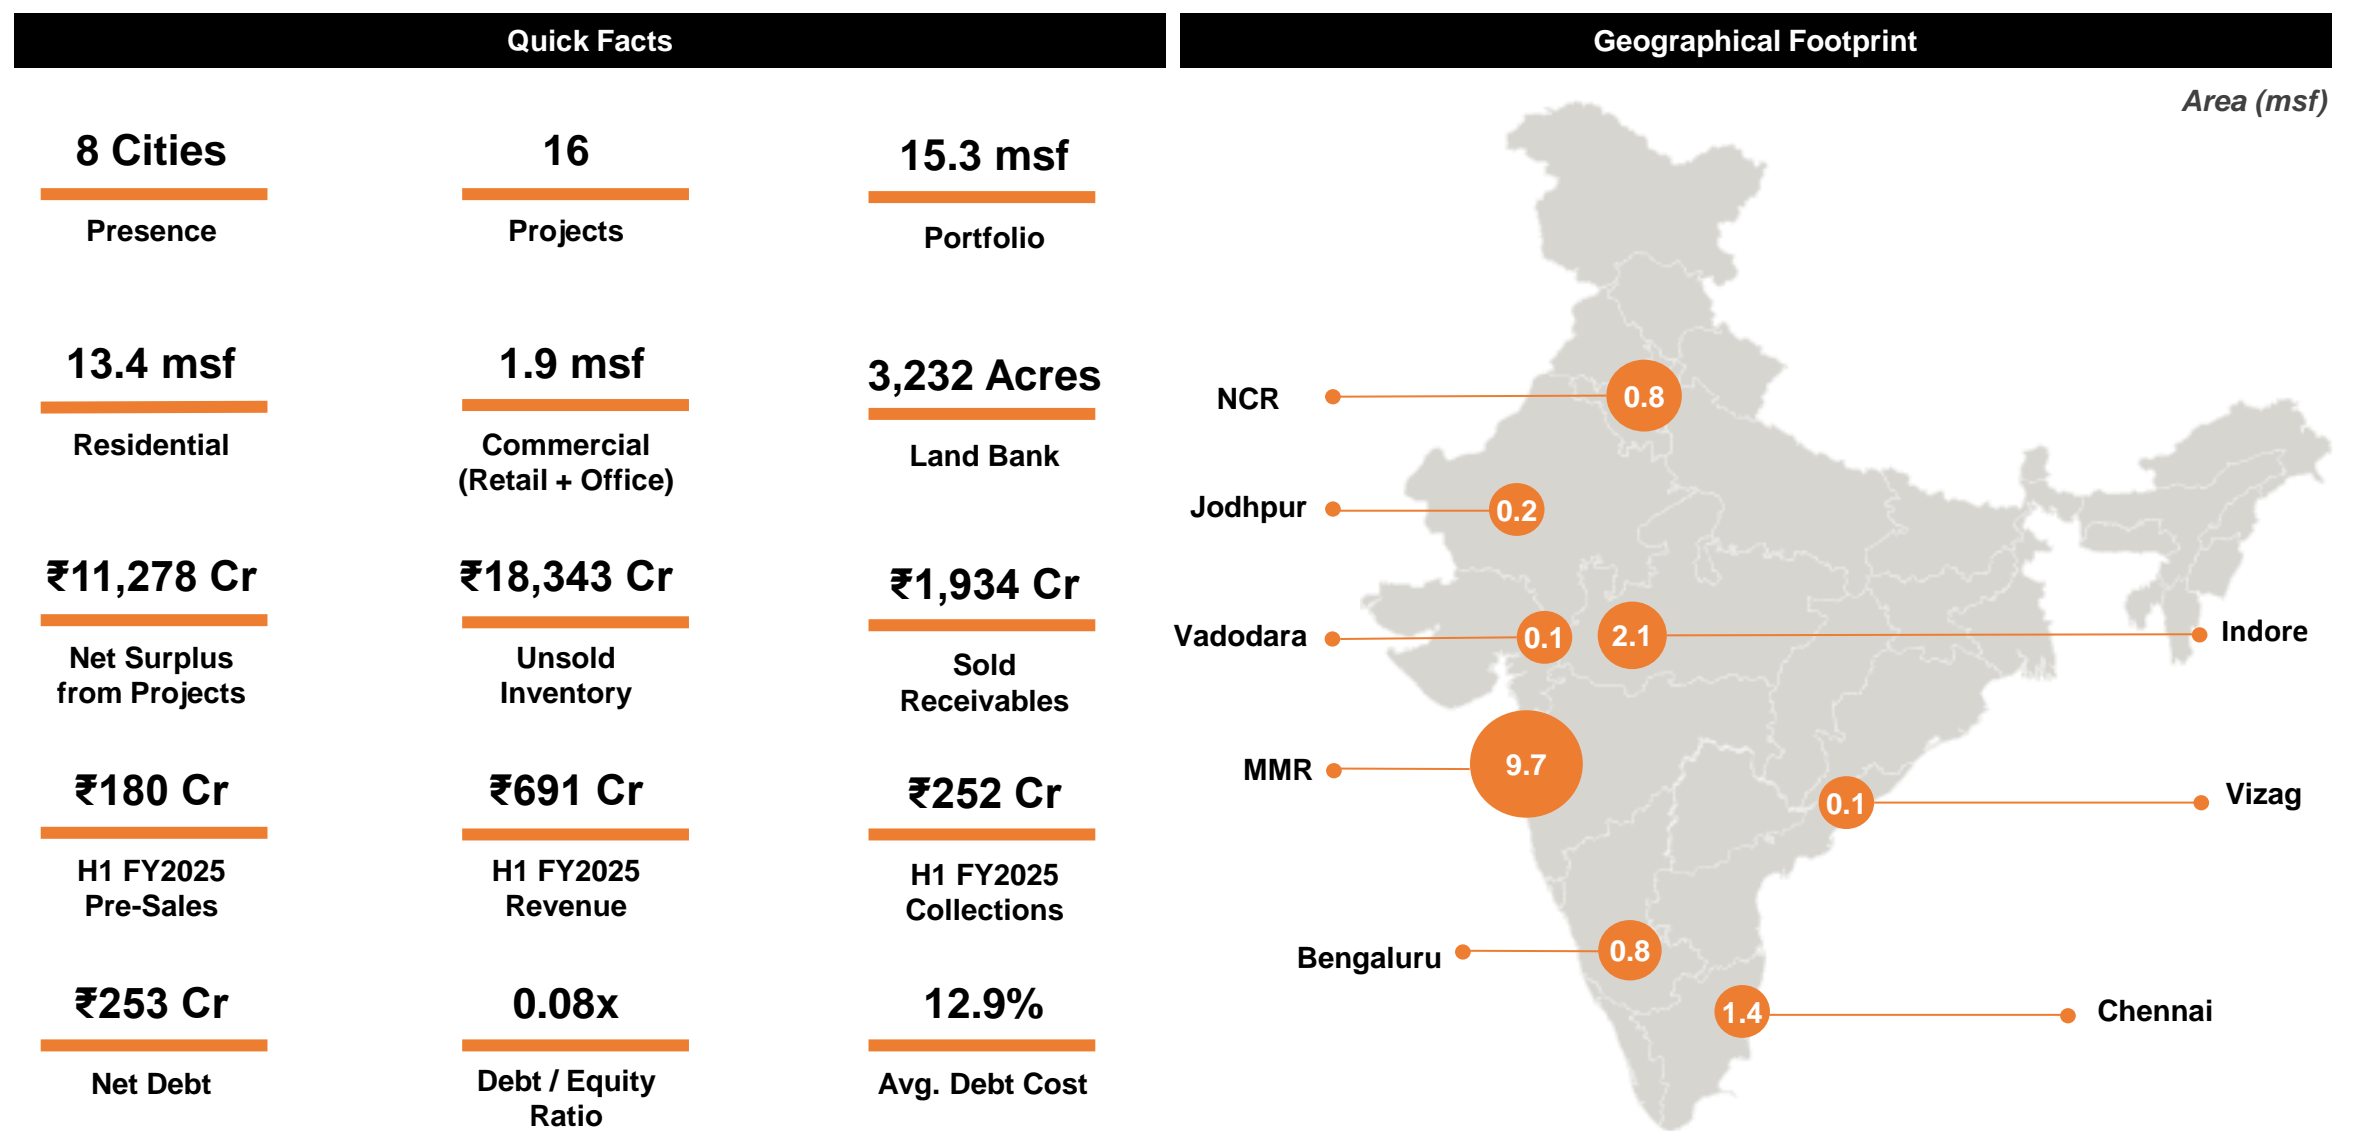 Quick Facts
8 Cities
Presence
16
Projects
15.3 msf
Portfolio
13.4 msf
Residential
1.9 msf
Commercial
(Retail + Office)
3,232 Acres
Land Bank
₹11,278 Cr
Net Surplus
from Projects
₹18,343 Cr
Unsold
Inventory
₹1,934 Cr
Sold
Receivables
₹180 Cr
H1 FY2025
Pre-Sales
₹691 Cr
H1 FY2025
Revenue
₹252 Cr
H1 FY2025
Collections
₹253 Cr
Net Debt
0.08x
Debt / Equity
Ratio
12.9%
Avg. Debt Cost
Geographical Footprint
Area (msf)
NCR
0.8
Jodhpur
0.2
Vadodara
0.1
2.1
Indore
MMR
9.7
0.1
Vizag
Bengaluru
0.8
1.4
Chennai